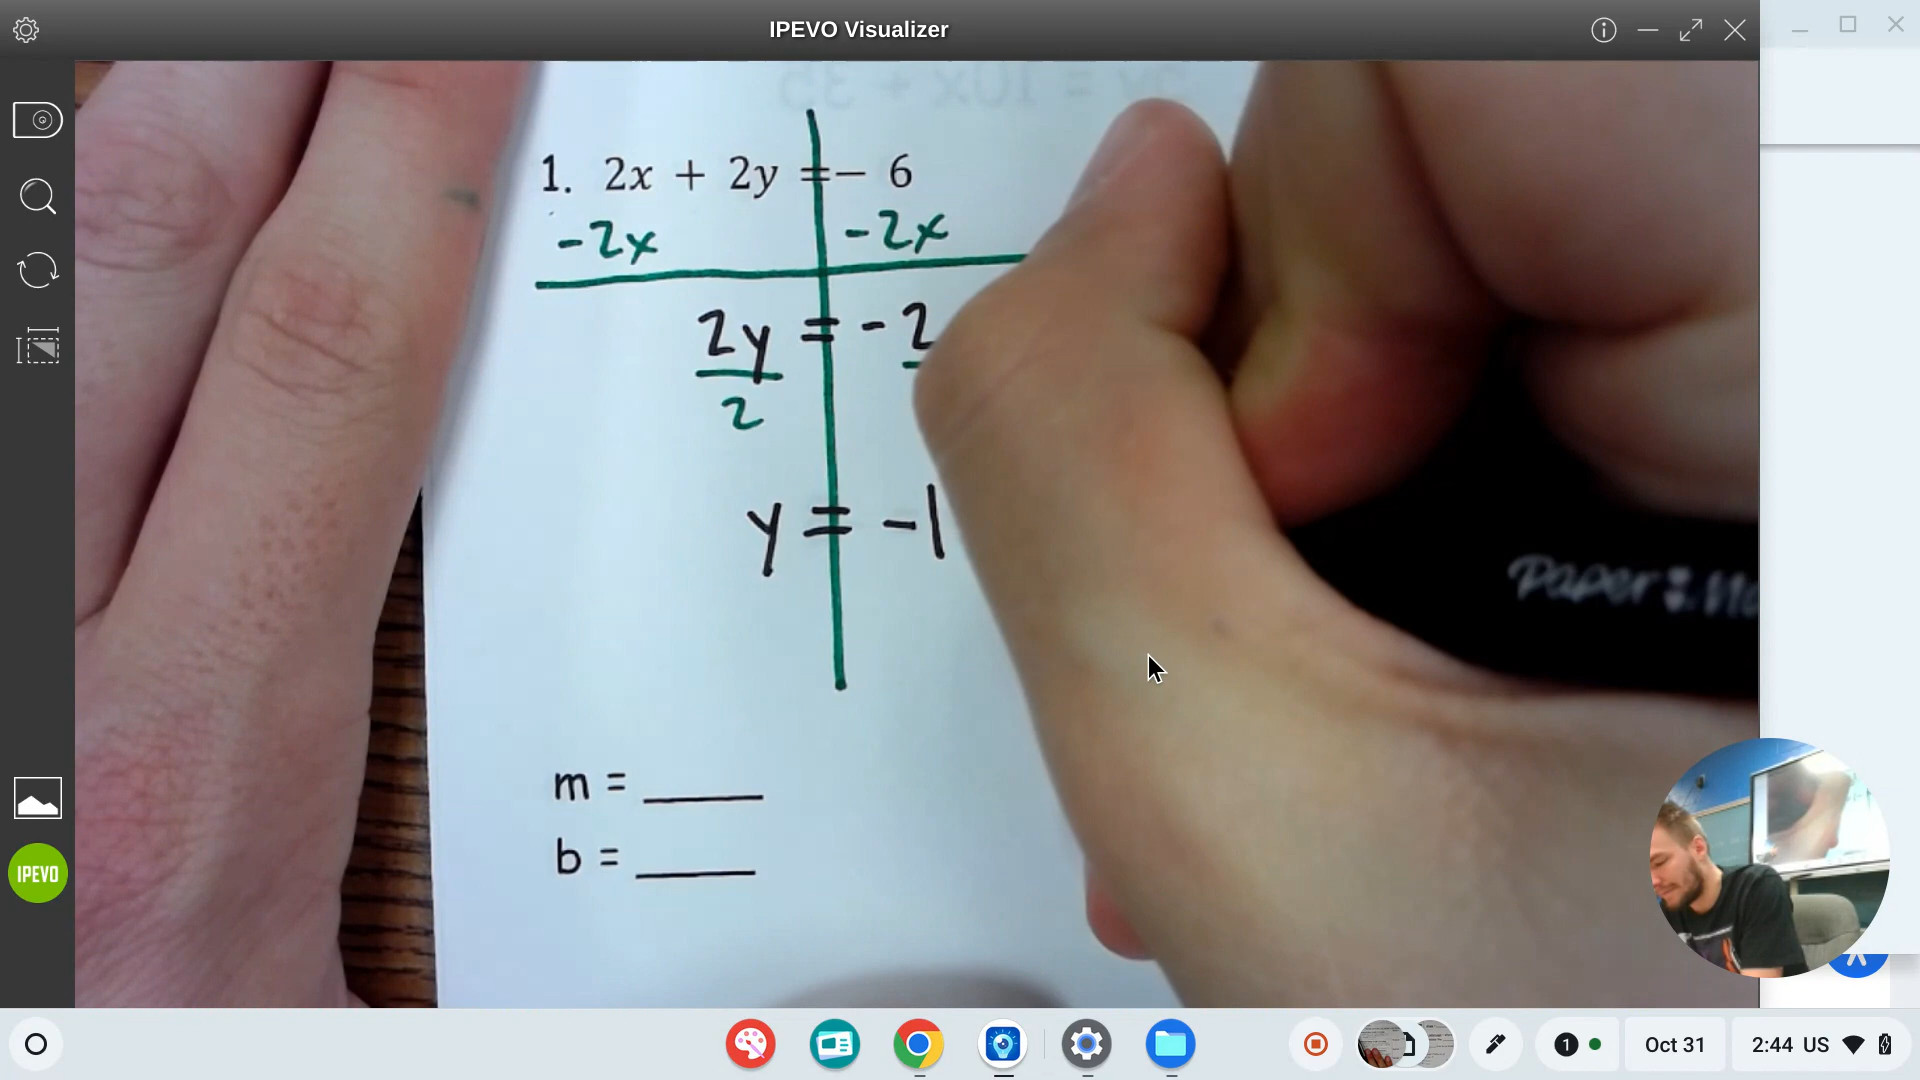 IPEVO Visualizer
1. 2x + 2y = − 6
-2x -2x
2y = -2
2
y = -1
m = ____
b = ____
IPEVO
1
Oct 31
2:44 US